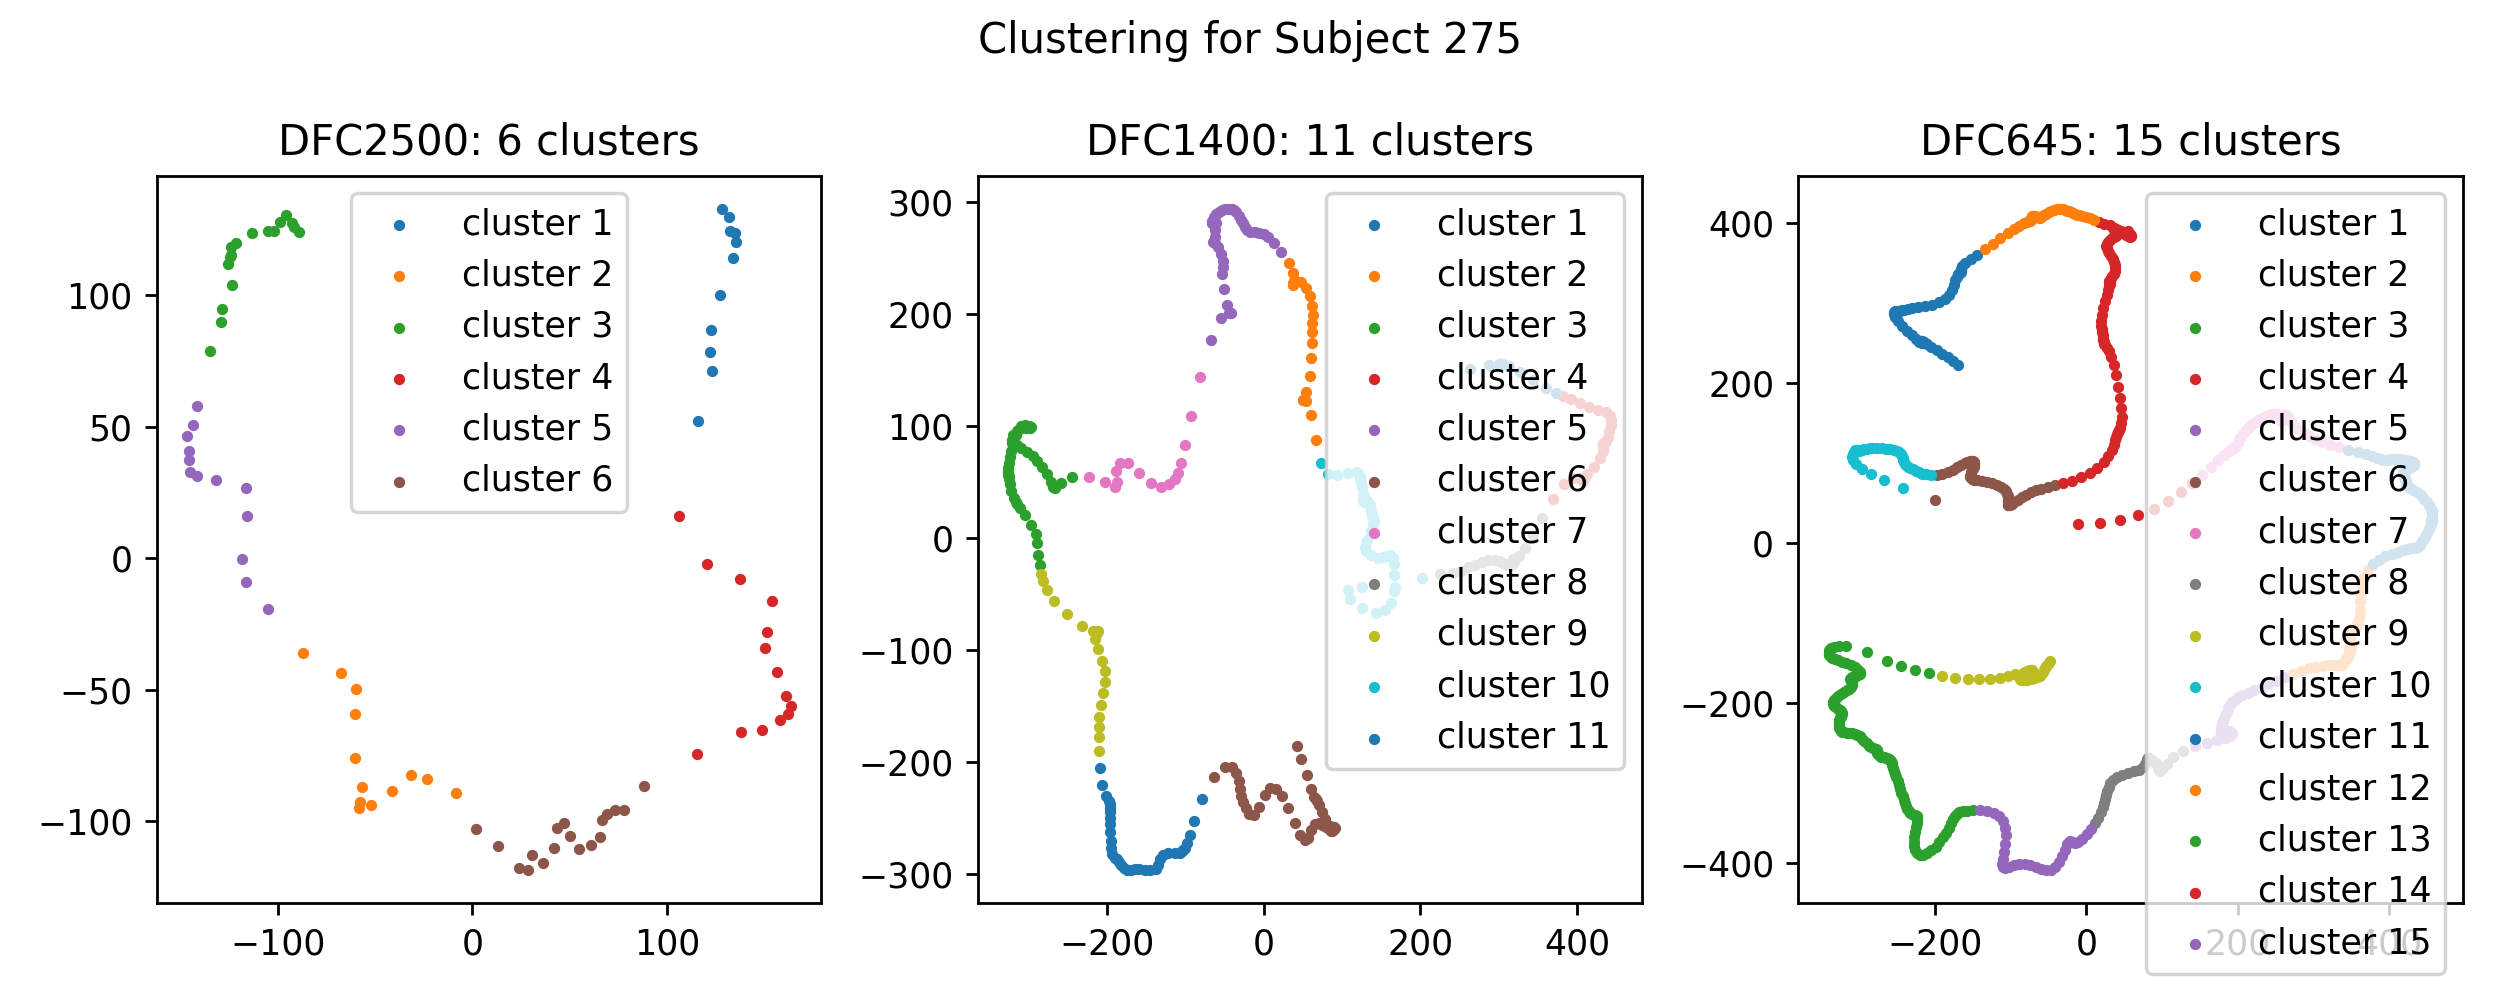 Clustering for Subject 275
DFC2500: 6 clusters
100
50
0
−50
−100
−100
0
100
cluster 1
cluster 2
cluster 3
cluster 4
cluster 5
cluster 6
DFC1400: 11 clusters
300
200
100
0
−100
−200
−300
−200
0
200
400
cluster 1
cluster 2
cluster 3
cluster 4
cluster 5
cluster 6
cluster 7
cluster 8
cluster 9
cluster 10
cluster 11
DFC645: 15 clusters
400
200
0
−200
−400
−200
0
200
400
cluster 1
cluster 2
cluster 3
cluster 4
cluster 5
cluster 6
cluster 7
cluster 8
cluster 9
cluster 10
cluster 11
cluster 12
cluster 13
cluster 14
cluster 15